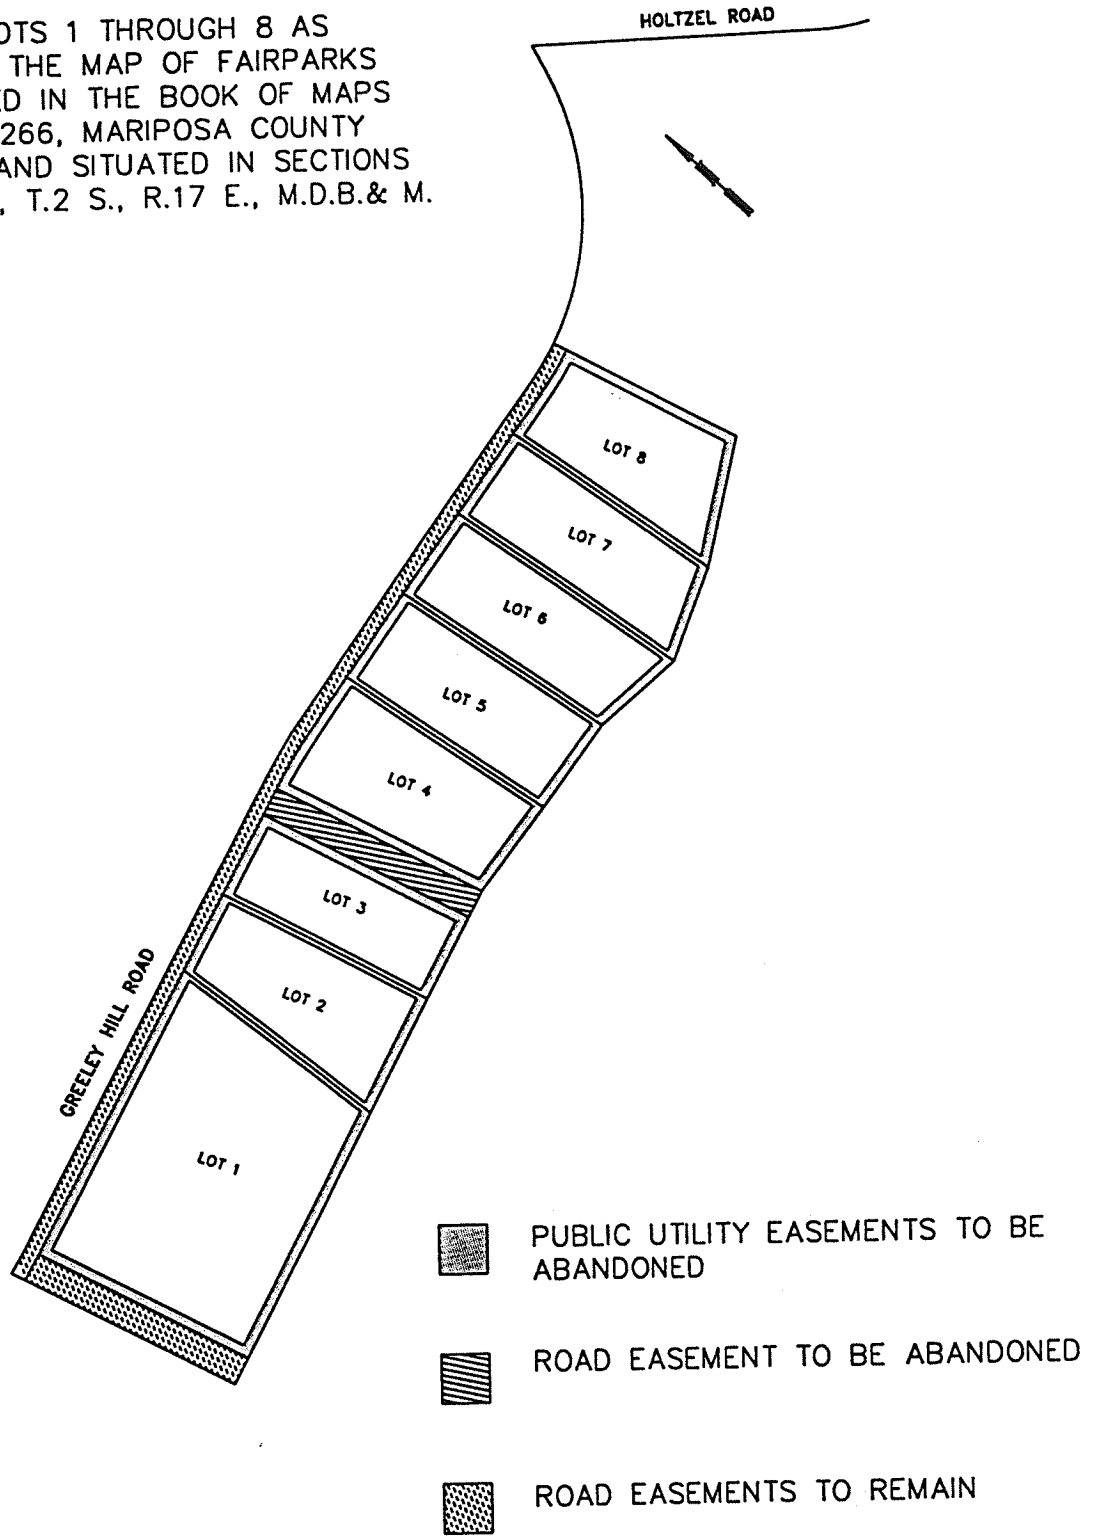 OTS 1 THROUGH 8 AS
THE MAP OF FAIRPARKS
ED IN THE BOOK OF MAPS
266, MARIPOSA COUNTY
AND SITUATED IN SECTIONS
, T.2 S., R.17 E., M.D.B.& M.
HOLTZEL ROAD
LOT 8
LOT 7
LOT 6
LOT 5
LOT 4
LOT 3
LOT 2
GREELEY HILL ROAD
LOT 1
PUBLIC UTILITY EASEMENTS TO BE
ABANDONED
ROAD EASEMENT TO BE ABANDONED
ROAD EASEMENTS TO REMAIN